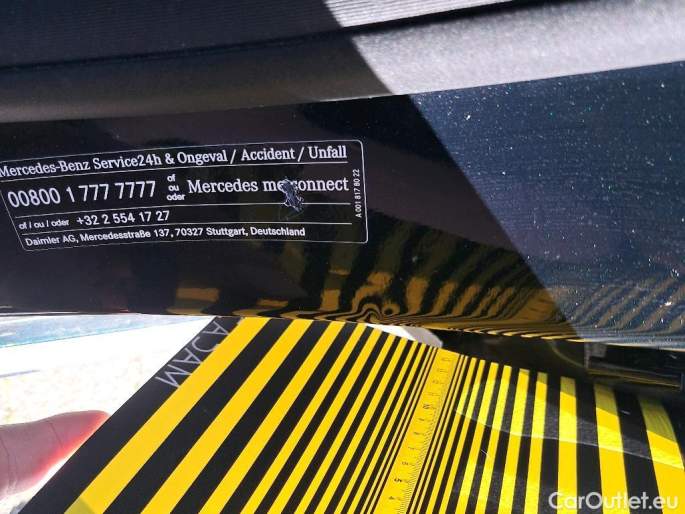 Mercedes-Benz Service24h & Ongeval / Accident / Unfall
00800 1 777 7777 of ou oder Mercedes me connect
of / ou / oder +32 2 554 17 27
Daimler AG, Mercedesstraße 137, 70327 Stuttgart, Deutschland
A 001 817 80 22
CarOutlet.eu